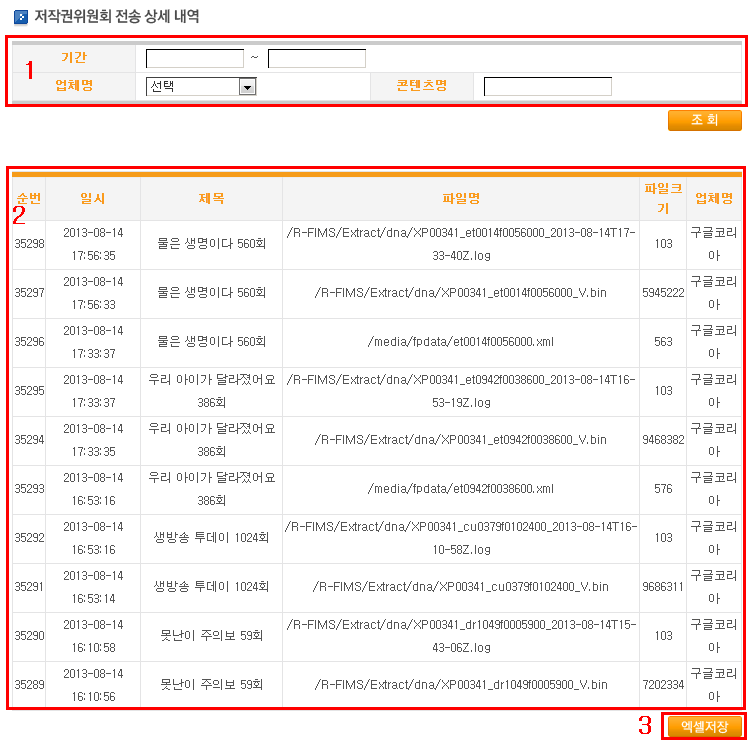 저작권위원회 전송 상세 내역
1
기간 ~
업체명 선택 콘텐츠명
조 회
순번 일시 제목 파일명 파일크기 업체명
2
35298 2013-08-14 17:56:35 물은 생명이다 560회 /R-FIMS/Extract/dna/XP00341_et0014f0056000_2013-08-14T17-33-40Z.log 103 구글코리아
35297 2013-08-14 17:56:33 물은 생명이다 560회 /R-FIMS/Extract/dna/XP00341_et0014f0056000_V.bin 5945222 구글코리아
35296 2013-08-14 17:33:37 물은 생명이다 560회 /media/fpdata/et0014f0056000.xml 563 구글코리아
35295 2013-08-14 17:33:37 우리 아이가 달라졌어요 386회 /R-FIMS/Extract/dna/XP00341_et0942f0038600_2013-08-14T16-53-19Z.log 103 구글코리아
35294 2013-08-14 17:33:35 우리 아이가 달라졌어요 386회 /R-FIMS/Extract/dna/XP00341_et0942f0038600_V.bin 9468382 구글코리아
35293 2013-08-14 16:53:16 우리 아이가 달라졌어요 386회 /media/fpdata/et0942f0038600.xml 576 구글코리아
35292 2013-08-14 16:53:16 생방송 투데이 1024회 /R-FIMS/Extract/dna/XP00341_cu0379f0102400_2013-08-14T16-10-58Z.log 103 구글코리아
35291 2013-08-14 16:53:14 생방송 투데이 1024회 /R-FIMS/Extract/dna/XP00341_cu0379f0102400_V.bin 9686311 구글코리아
35290 2013-08-14 16:10:58 못난이 주의보 59회 /R-FIMS/Extract/dna/XP00341_dr1049f0005900_2013-08-14T15-43-06Z.log 103 구글코리아
35289 2013-08-14 16:10:56 못난이 주의보 59회 /R-FIMS/Extract/dna/XP00341_dr1049f0005900_V.bin 7202334 구글코리아
3 엑셀저장